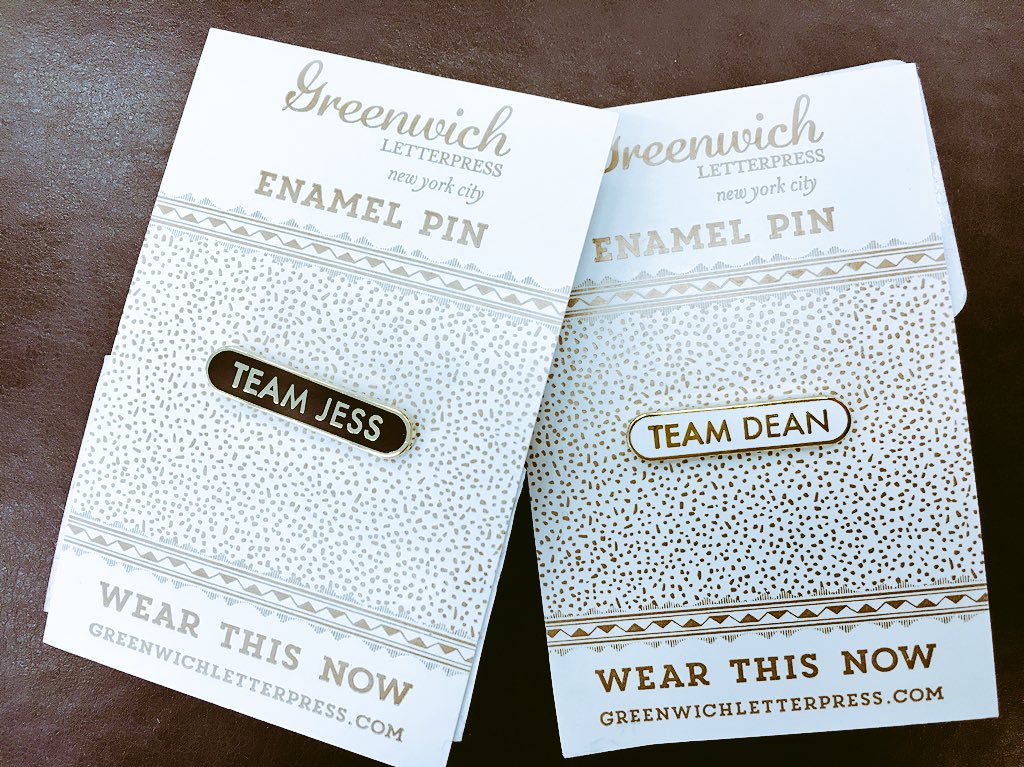 Greenwich
LETTERPRESS
new york city
ENAMEL PIN
TEAM JESS
WEAR THIS NOW
GREENWICHLETTERPRESS.COM
Greenwich
LETTERPRESS
new york city
ENAMEL PIN
TEAM DEAN
WEAR THIS NOW
GREENWICHLETTERPRESS.COM